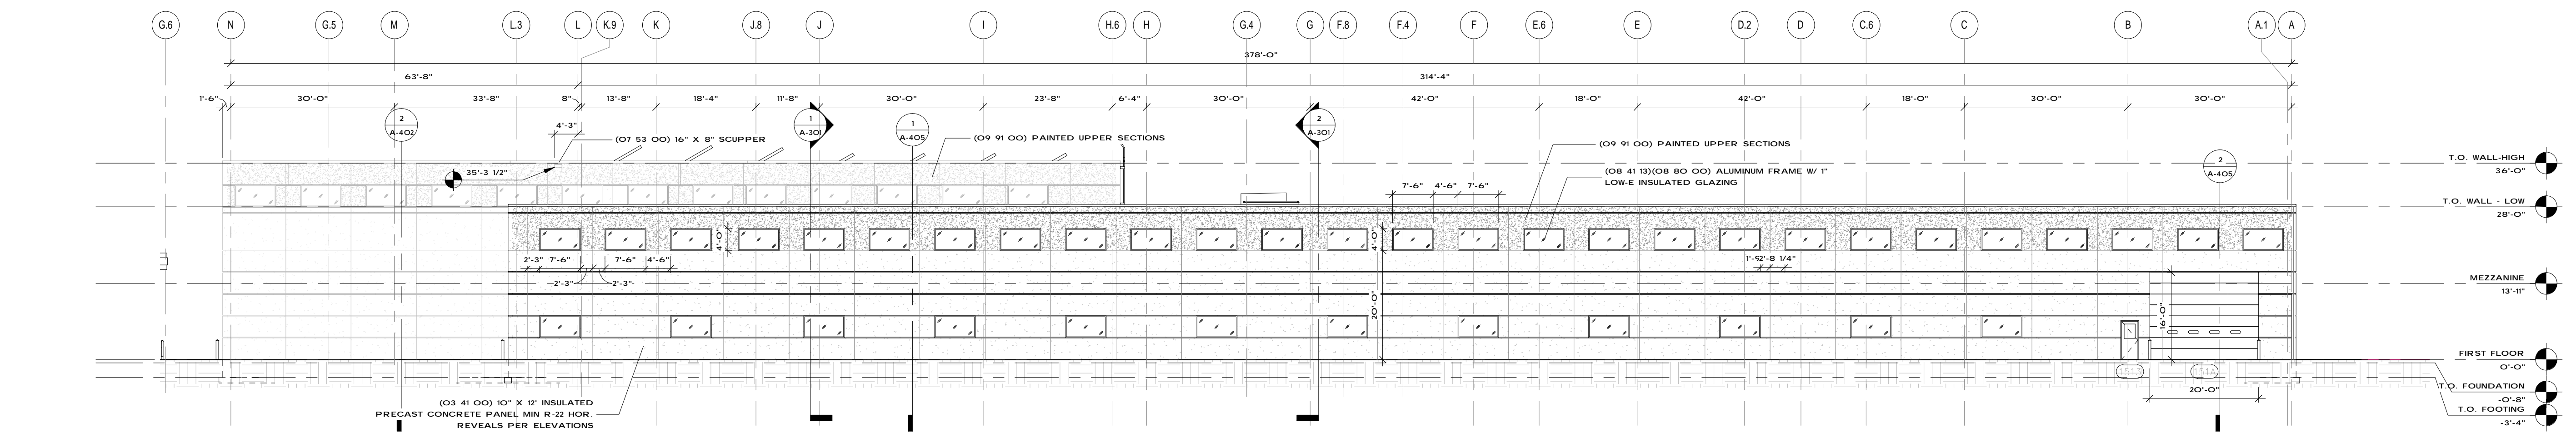 G.6 N G.5 M L.3 L K.9 K J.8 J I H.6 H G.4 G F.8 F.4 F E.6 E D.2 D C.6 C B A.1 A
378'-0"
63'-8" 314'-4"
1'-6" 30'-0" 33'-8" 8" 13'-8" 18'-4" 11'-8" 30'-0" 23'-8" 6'-4" 30'-0" 42'-0" 18'-0" 42'-0" 18'-0" 30'-0" 30'-0"
2
A-402
4'-3"
(07 53 00) 16" X 8" SCUPPER
1
A-301
1
A-405
(09 91 00) PAINTED UPPER SECTIONS
2
A-301
(09 91 00) PAINTED UPPER SECTIONS
2
A-405
T.O. WALL-HIGH
36'-0"
35'-3 1/2"
(08 41 13)(08 80 00) ALUMINUM FRAME W/ 1"
LOW-E INSULATED GLAZING
7'-6" 4'-6" 7'-6"
T.O. WALL - LOW
28'-0"
4'-0" 4'-0"
2'-3" 7'-6" 7'-6" 4'-6"
2'-3" 2'-3"
2'-8 1/4"
MEZZANINE
13'-11"
20'-0"
16'-0"
FIRST FLOOR
0'-0"
1513 151A
T.O. FOUNDATION
-0'-8"
20'-0"
T.O. FOOTING
-3'-4"
(03 41 00) 10" X 12' INSULATED
PRECAST CONCRETE PANEL MIN R-22 HOR.
REVEALS PER ELEVATIONS